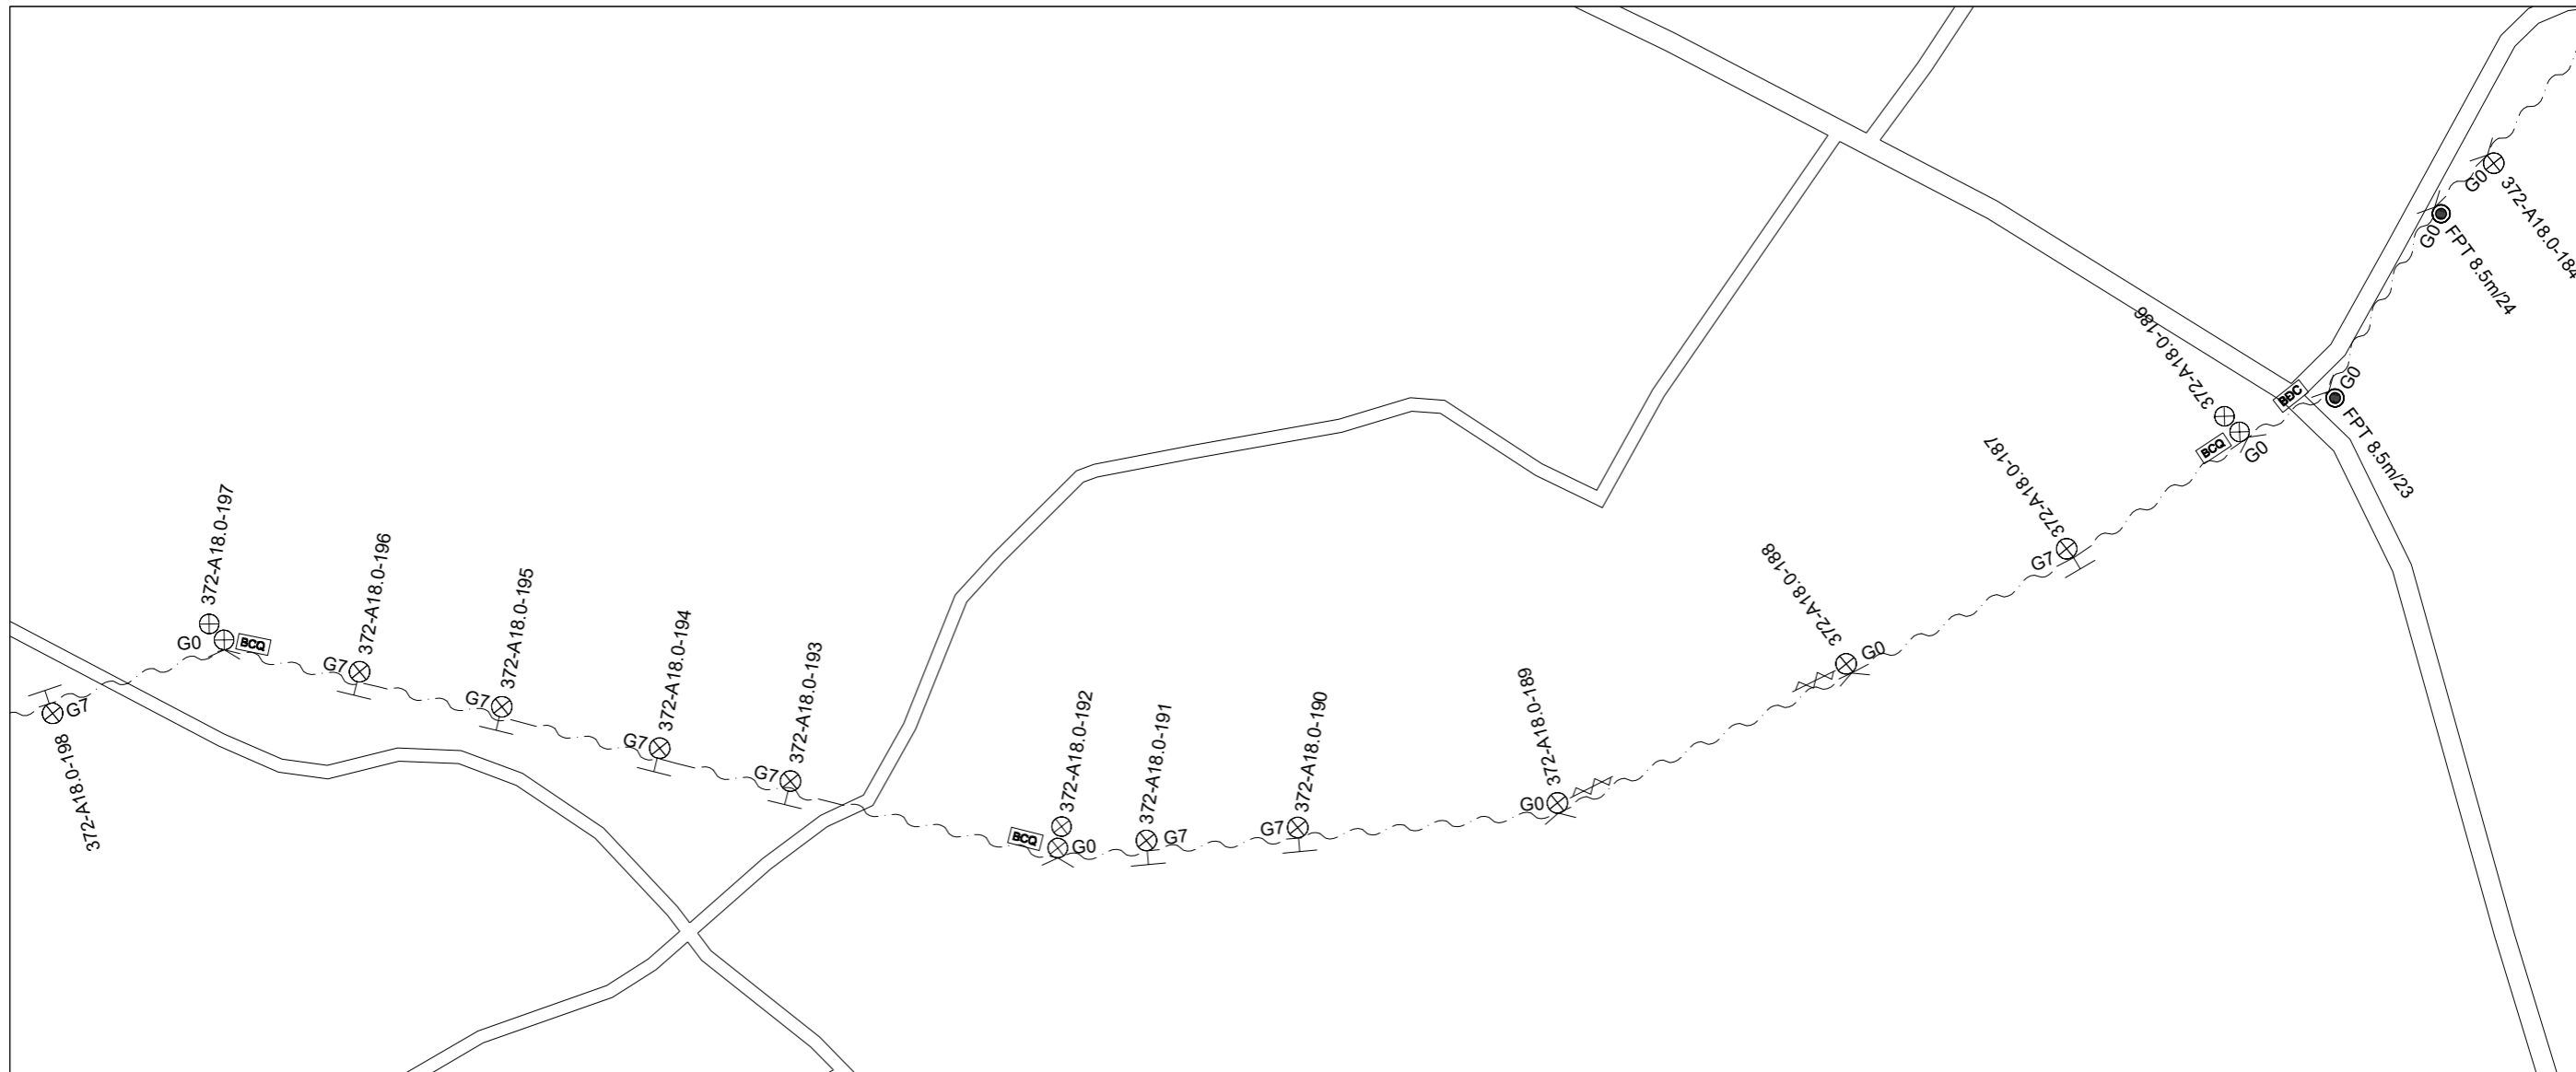 372-A18.0-197
G0
BCQ
372-A18.0-196
G7
372-A18.0-195
G7
372-A18.0-194
G7
372-A18.0-193
G7
G7
372-A18.0-198
372-A18.0-192
BCQ
G0
372-A18.0-191
G7
372-A18.0-190
G7
372-A18.0-189
G0
372-A18.0-188
G0
372-A18.0-187
G7
372-A18.0-186
BCQ
G0
BĐC
G0
FPT 8.5m/23
G0
FPT 8.5m/24
G0
372-A18.0-184